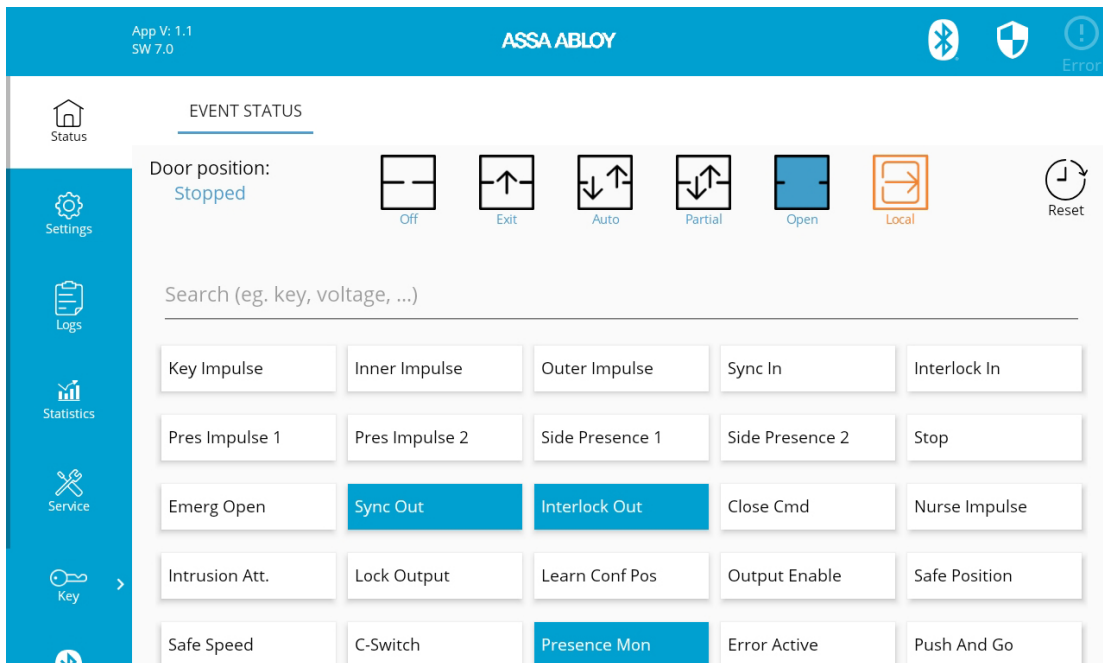 App V: 1.1
SW 7.0
ASSA ABLOY
Error
Status
EVENT STATUS
Door position:
Stopped
Off
Exit
Auto
Partial
Open
Local
Reset
Settings
Search (eg. key, voltage, ...)
Logs
Key Impulse
Inner Impulse
Outer Impulse
Sync In
Interlock In
Statistics
Pres Impulse 1
Pres Impulse 2
Side Presence 1
Side Presence 2
Stop
Service
Emerg Open
Sync Out
Interlock Out
Close Cmd
Nurse Impulse
Key
Intrusion Att.
Lock Output
Learn Conf Pos
Output Enable
Safe Position
Safe Speed
C-Switch
Presence Mon
Error Active
Push And Go